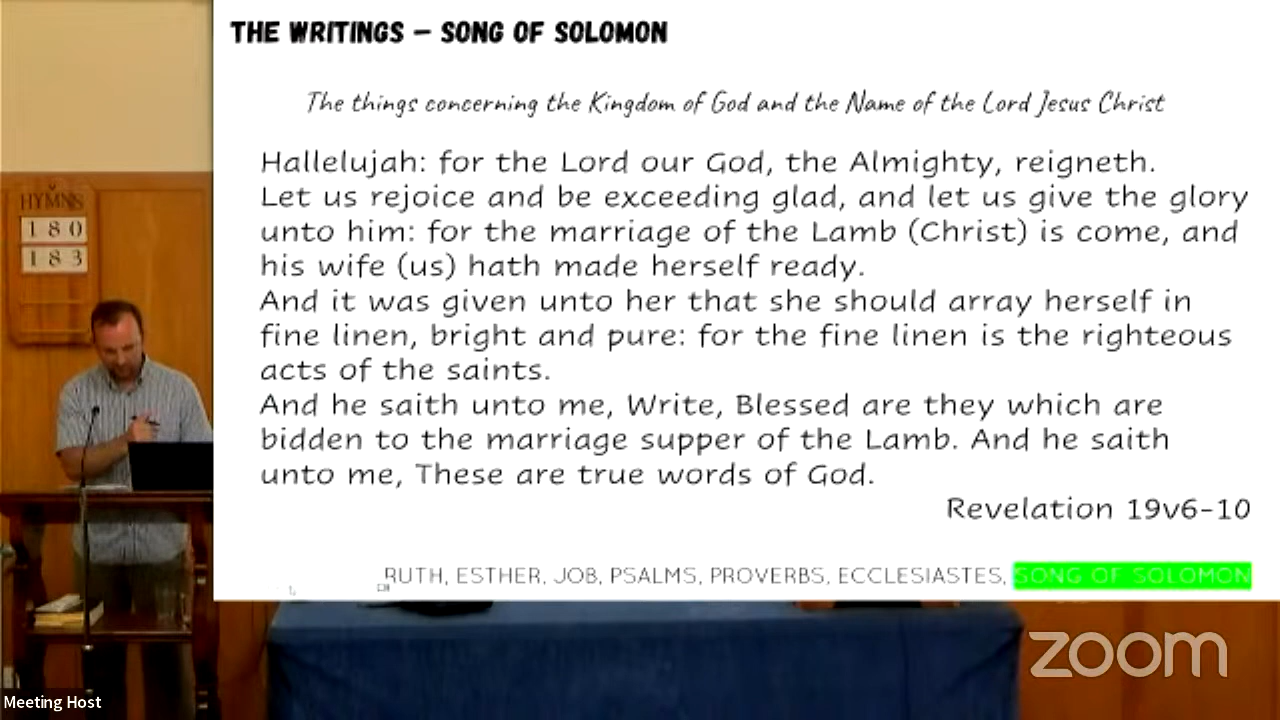 THE WRITINGS – SONG OF SOLOMON
The things concerning the Kingdom of God and the Name of the Lord Jesus Christ
Hallelujah: for the Lord our God, the Almighty, reigneth.
Let us rejoice and be exceeding glad, and let us give the glory
unto him: for the marriage of the Lamb (Christ) is come, and
his wife (us) hath made herself ready.
And it was given unto her that she should array herself in
fine linen, bright and pure: for the fine linen is the righteous
acts of the saints.
And he saith unto me, Write, Blessed are they which are
bidden to the marriage supper of the Lamb. And he saith
unto me, These are true words of God.
Revelation 19v6-10
RUTH, ESTHER, JOB, PSALMS, PROVERBS, ECCLESIASTES, SONG OF SOLOMON
HYMNS
180
183
zoom
Meeting Host